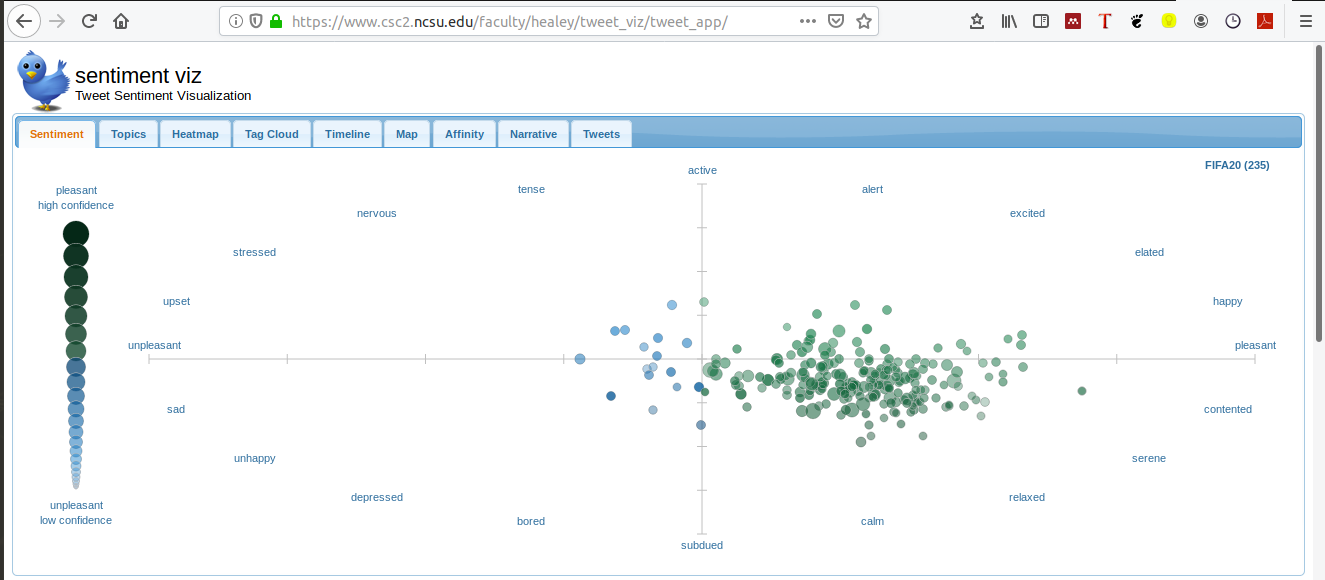 https://www.csc2.ncsu.edu/faculty/healey/tweet_viz/tweet_app/
sentiment viz
Tweet Sentiment Visualization
Sentiment Topics Heatmap Tag Cloud Timeline Map Affinity Narrative Tweets
FIFA20 (235)
active
tense
alert
pleasant
high confidence
nervous
excited
stressed
elated
upset
happy
unpleasant
pleasant
sad
contented
unhappy
serene
depressed
relaxed
unpleasant
low confidence
bored
calm
subdued